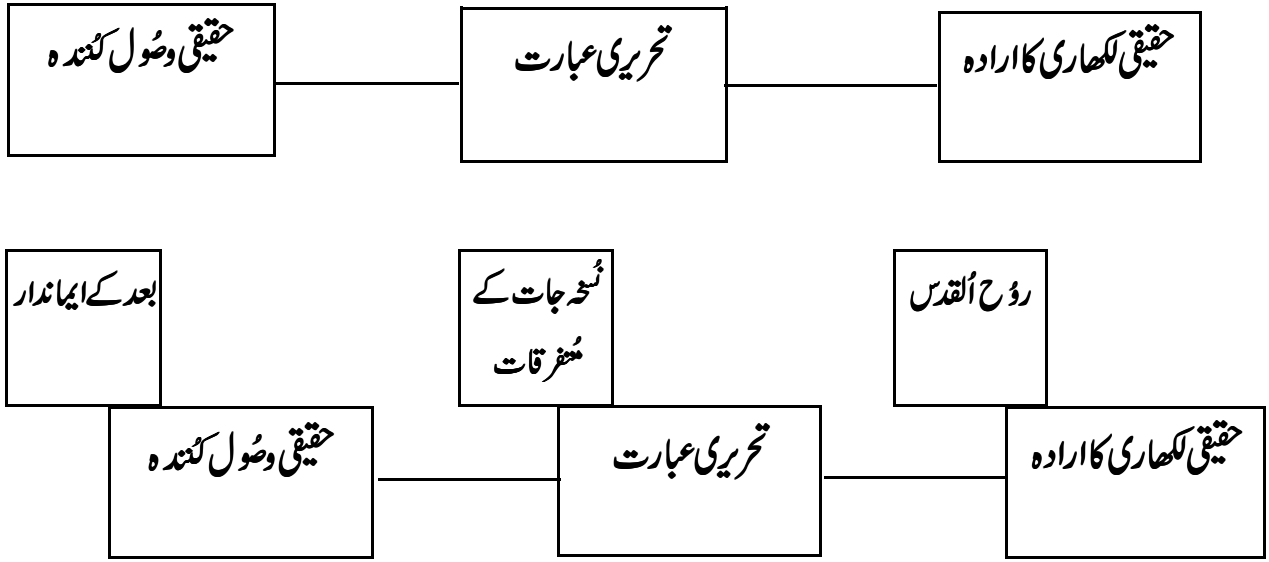 حقیقی لکھاری کا ارادہ
تحریری عبارت
حقیقی وصُول کُنندہ
رُوح اُلقدس
نُسخہ جات کے
مُتفرقات
بعد کے ایماندار
حقیقی لکھاری کا ارادہ
تحریری عبارت
حقیقی وصُول کُنندہ